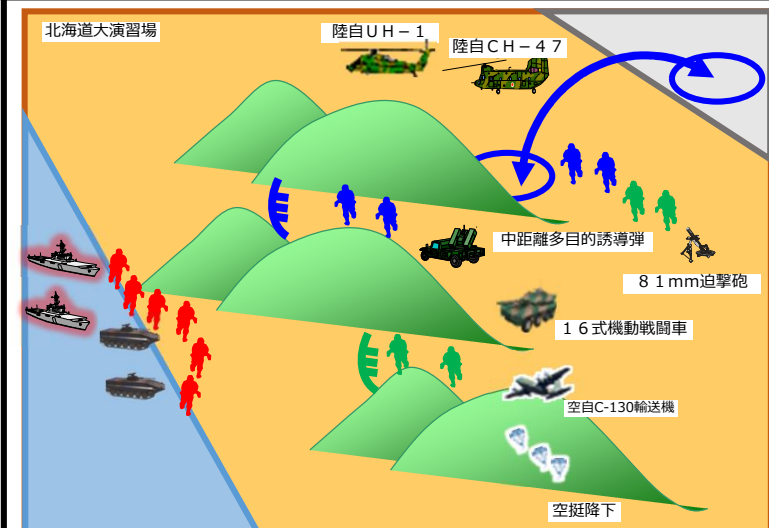 北海道大演習場
陸自ＵＨ－１
陸自ＣＨ－４７
中距離多目的誘導弾
８１mm迫撃砲
１６式機動戦闘車
空自C-130輸送機
空挺降下